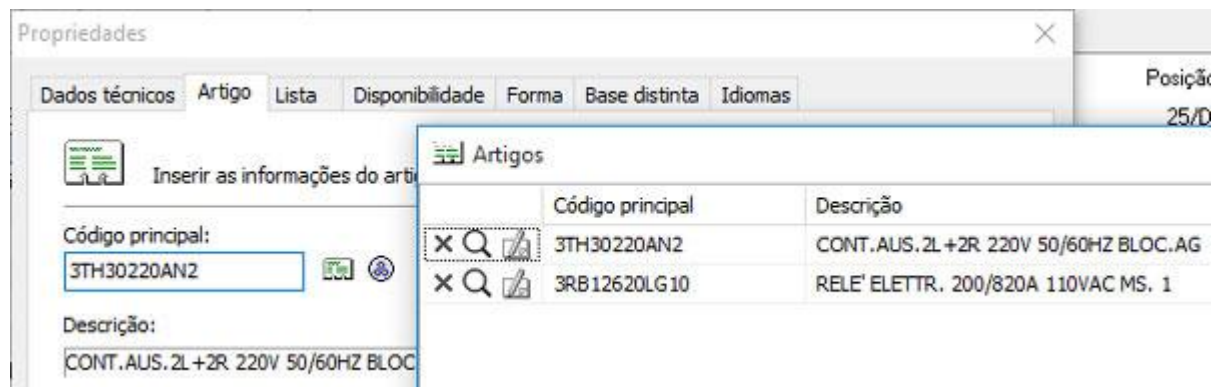 Propriedades
Posição
25/D
Dados técnicos Artigo Lista Disponibilidade Forma Base distinta Idiomas
Artigos
Inserir as informações do arti
Código principal Descrição
Código principal:
3TH30220AN2
3TH30220AN2 CONT.AUS.2L+2R 220V 50/60HZ BLOC.AG
3RB12620LG10 RELE' ELETTR. 200/820A 110VAC MS. 1
Descrição:
CONT.AUS.2L+2R 220V 50/60HZ BLOC